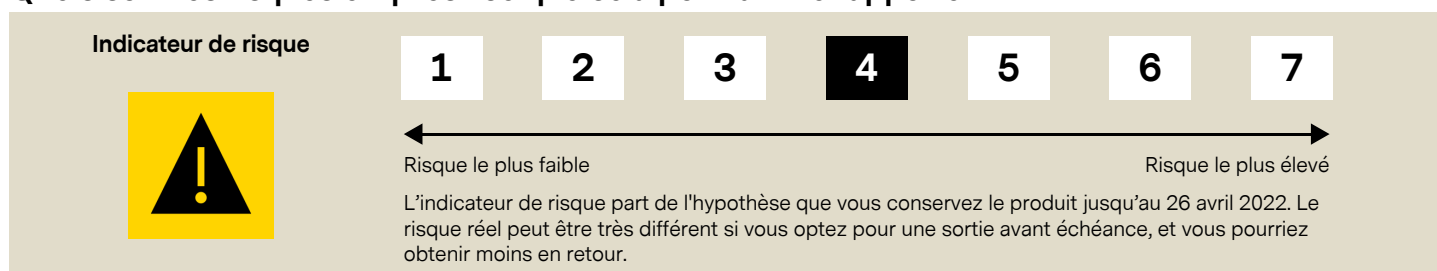 Indicateur de risque
1 2 3 4 5 6 7
Risque le plus faible
Risque le plus élevé
L'indicateur de risque part de l'hypothèse que vous conservez le produit jusqu'au 26 avril 2022. Le
risque réel peut être très différent si vous optez pour une sortie avant échéance, et vous pourriez
obtenir moins en retour.